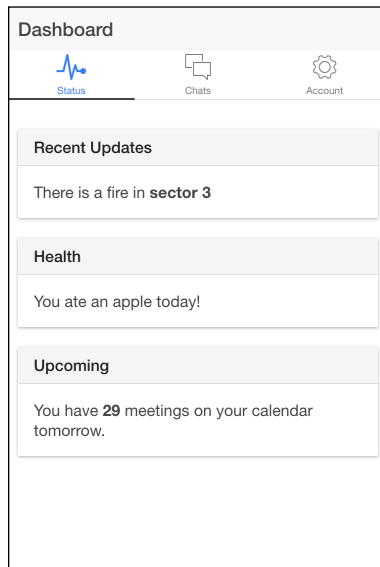 Dashboard
Status
Chats
Account
Recent Updates
There is a fire in sector 3
Health
You ate an apple today!
Upcoming
You have 29 meetings on your calendar
tomorrow.